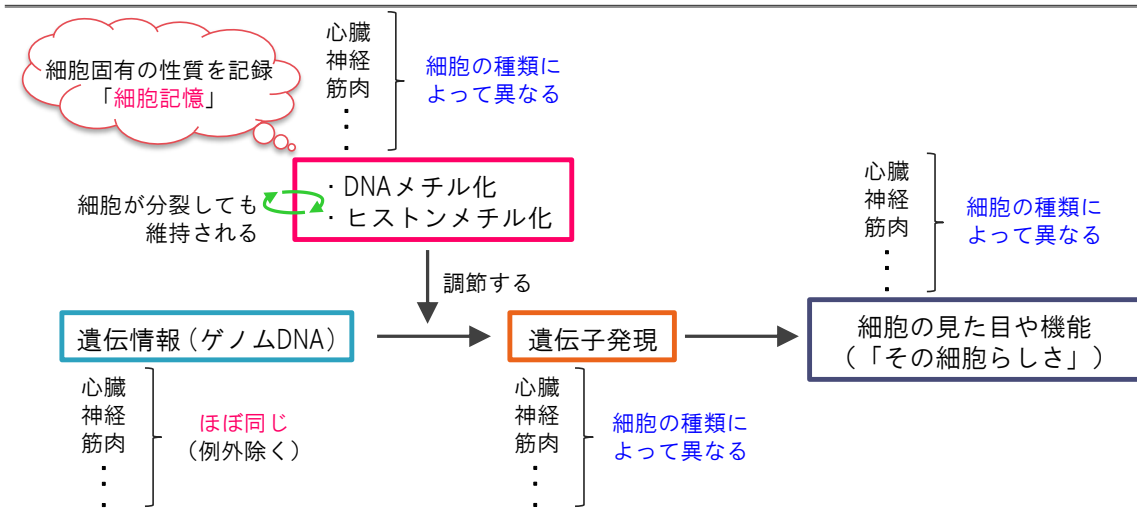 細胞固有の性質を記録
「細胞記憶」
心臓
神経
筋肉
・
・
・
細胞の種類に
よって異なる
細胞が分裂しても
維持される
・DNAメチル化
・ヒストンメチル化
調節する
心臓
神経
筋肉
・
・
・
細胞の種類に
よって異なる
遺伝情報（ゲノムDNA）
遺伝子発現
細胞の見た目や機能
（「その細胞らしさ」）
心臓
神経
筋肉
・
・
・
ほぼ同じ
（例外除く）
心臓
神経
筋肉
・
・
・
細胞の種類に
よって異なる